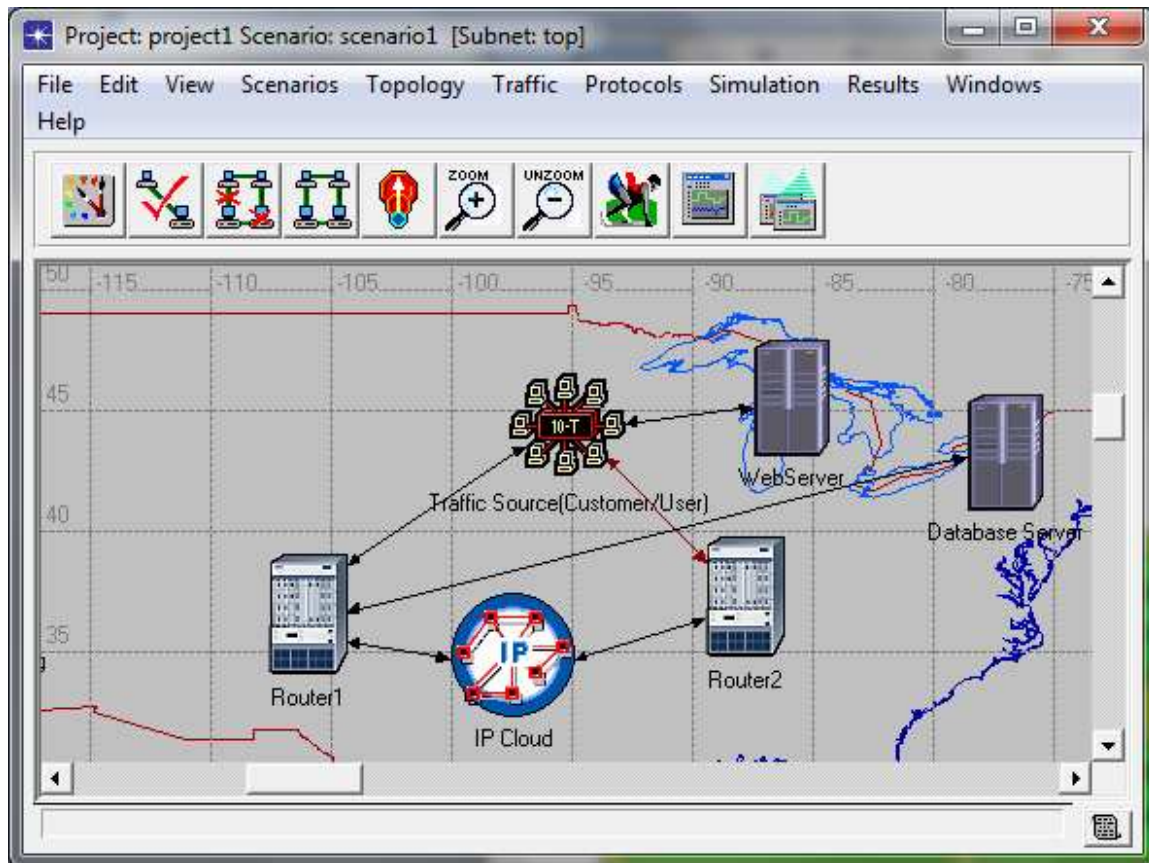 Project: project1 Scenario: scenario1 [Subnet: top]
File Edit View Scenarios Topology Traffic Protocols Simulation Results Windows
Help
ZOOM UNZOOM
50 -115 -110 -105 -100 -95 -90 -85 -80 -75
45
10-T
WebServer
Traffic Source(Customer/User)
40
Database Server
35
IP
Router1
Router2
IP Cloud